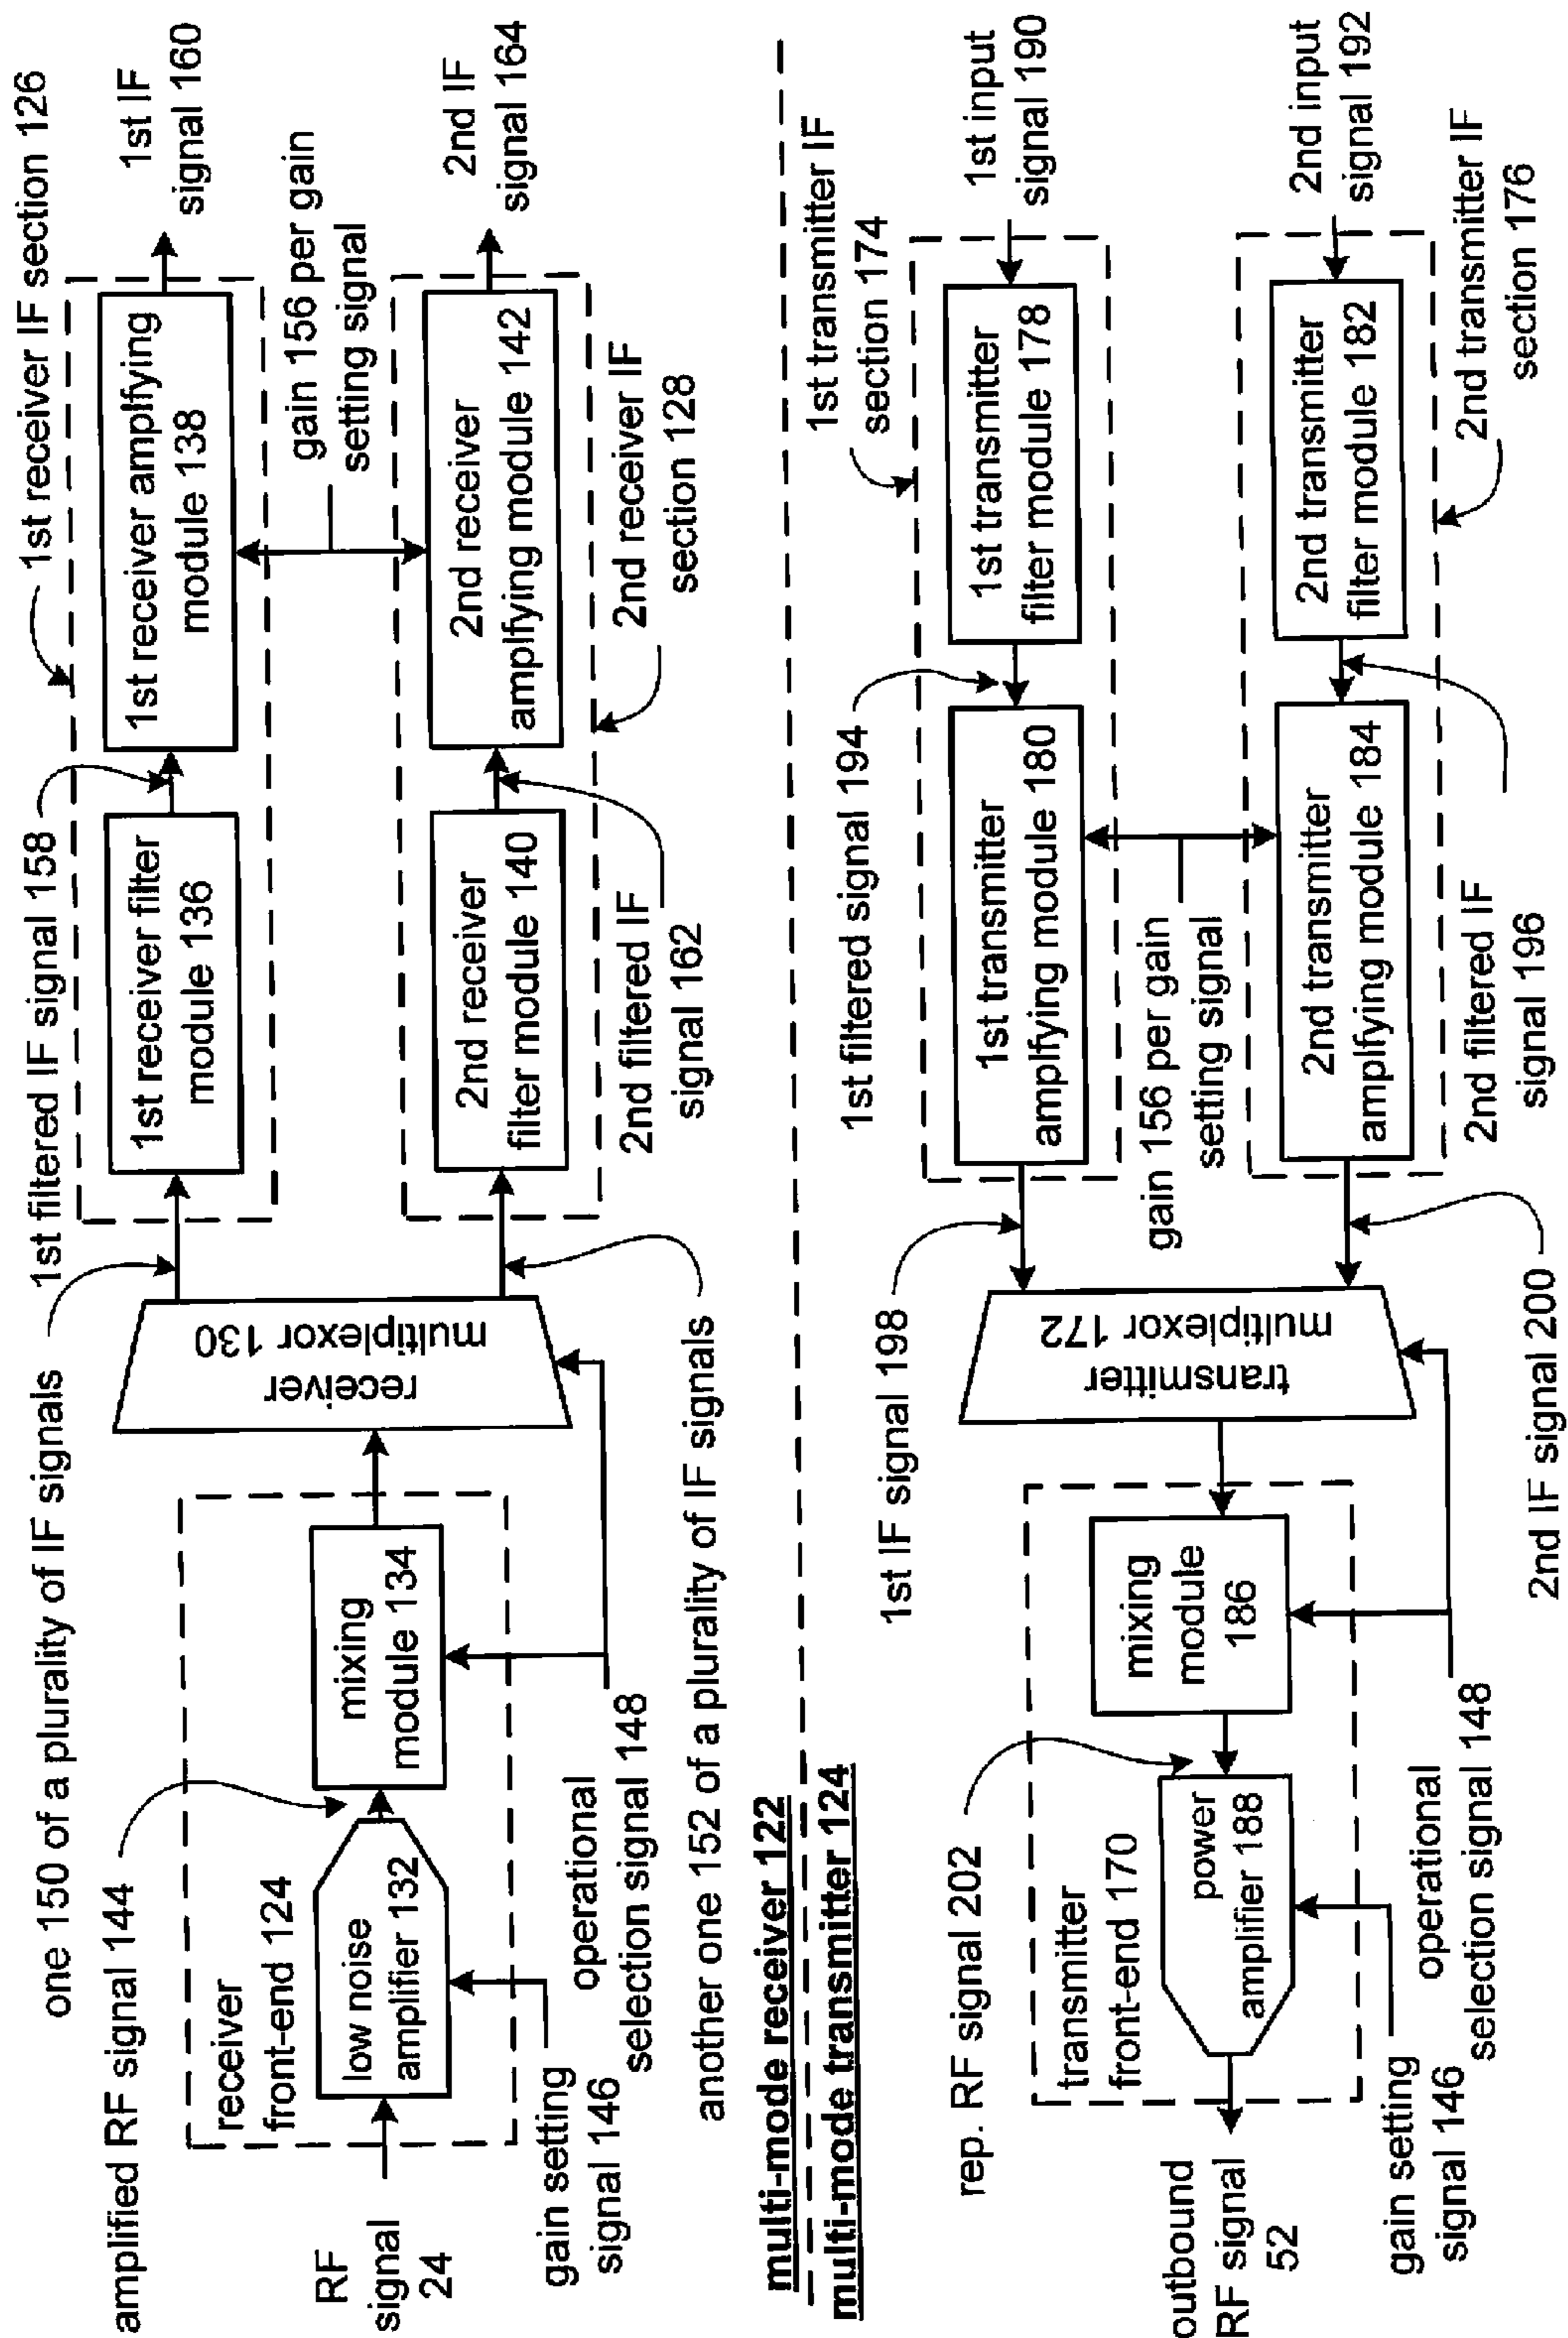 1st receiver IF section 126
1st IF
signal 160
1st filtered IF signal 158
one 150 of a plurality of IF signals
1st receiver filter
module 136
1st receiver amplfying
module 138
amplified RF signal 144
receiver
front-end 124
low noise
amplifier 132
mixing
module 134
receiver
multiplexor 130
gain 156 per gain
setting signal
2nd IF
signal 164
2nd receiver
filter module 140
2nd receiver
amplfying module 142
RF
signal
24
gain setting
signal 146
operational
selection signal 148
2nd filtered IF
signal 162
2nd receiver IF
section 128
another one 152 of a plurality of IF signals
multi-mode receiver 122
multi-mode transmitter 124
1st transmitter IF
section 174
1st filtered signal 194
1st IF signal 198
1st input
signal 190
1st transmitter
amplfying module 180
1st transmitter
filter module 178
rep. RF signal 202
transmitter
front-end 170
power
amplifier 188
mixing
module
186
transmitter
multiplexor 172
gain 156 per gain
setting signal
2nd input
signal 192
2nd transmitter
amplfying module 184
2nd transmitter
filter module 182
outbound
RF signal
52
gain setting
signal 146
operational
selection signal 148
2nd IF signal 200
2nd filtered IF
signal 196
2nd transmitter IF
section 176